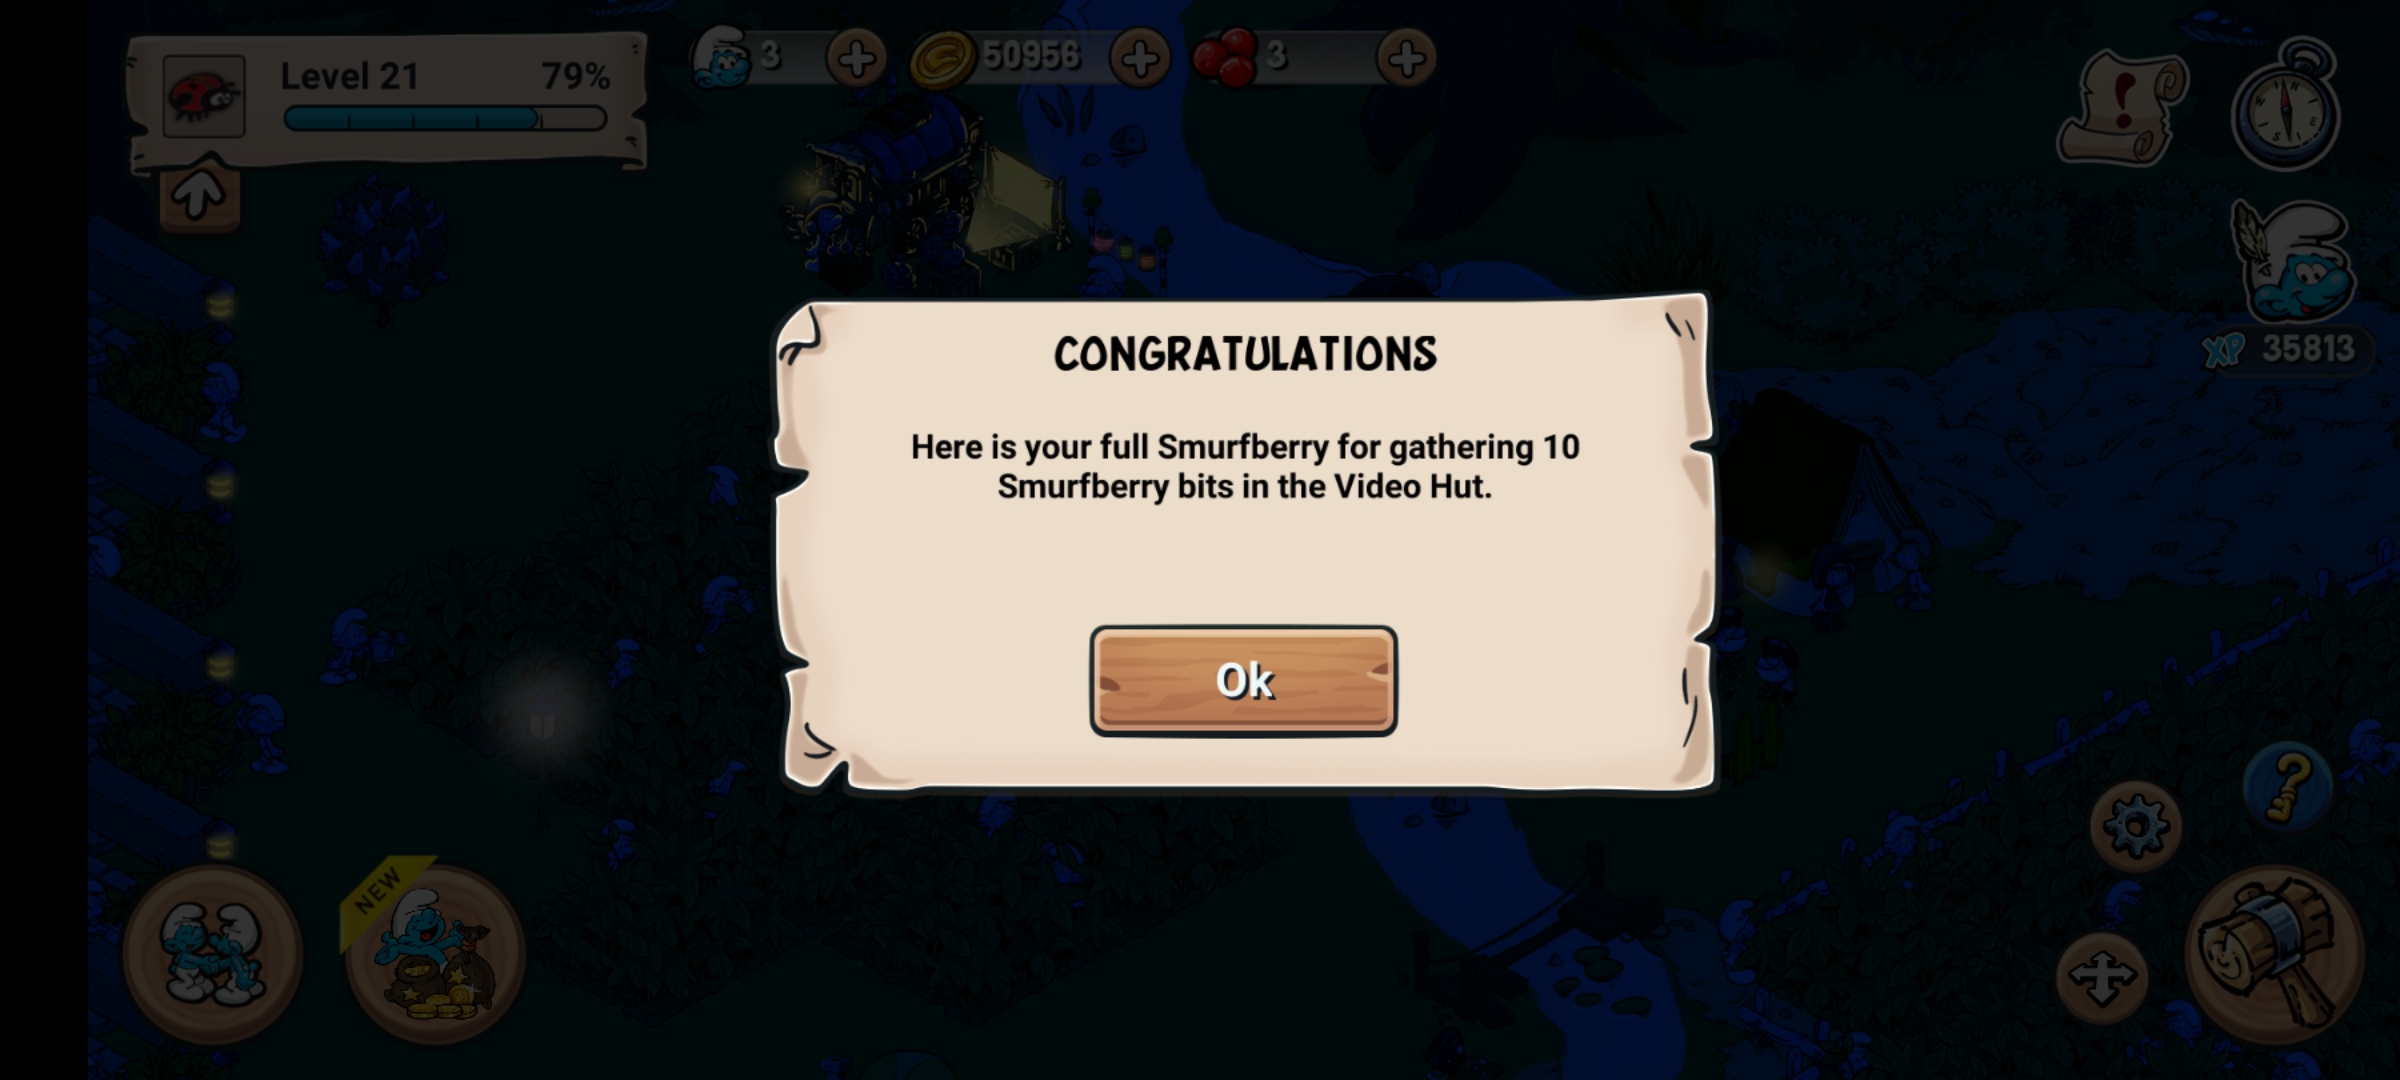 Level 21
79%
3
50956
3
XP 35813
CONGRATULATIONS
Here is your full Smurfberry for gathering 10
Smurfberry bits in the Video Hut.
Ok
NEW